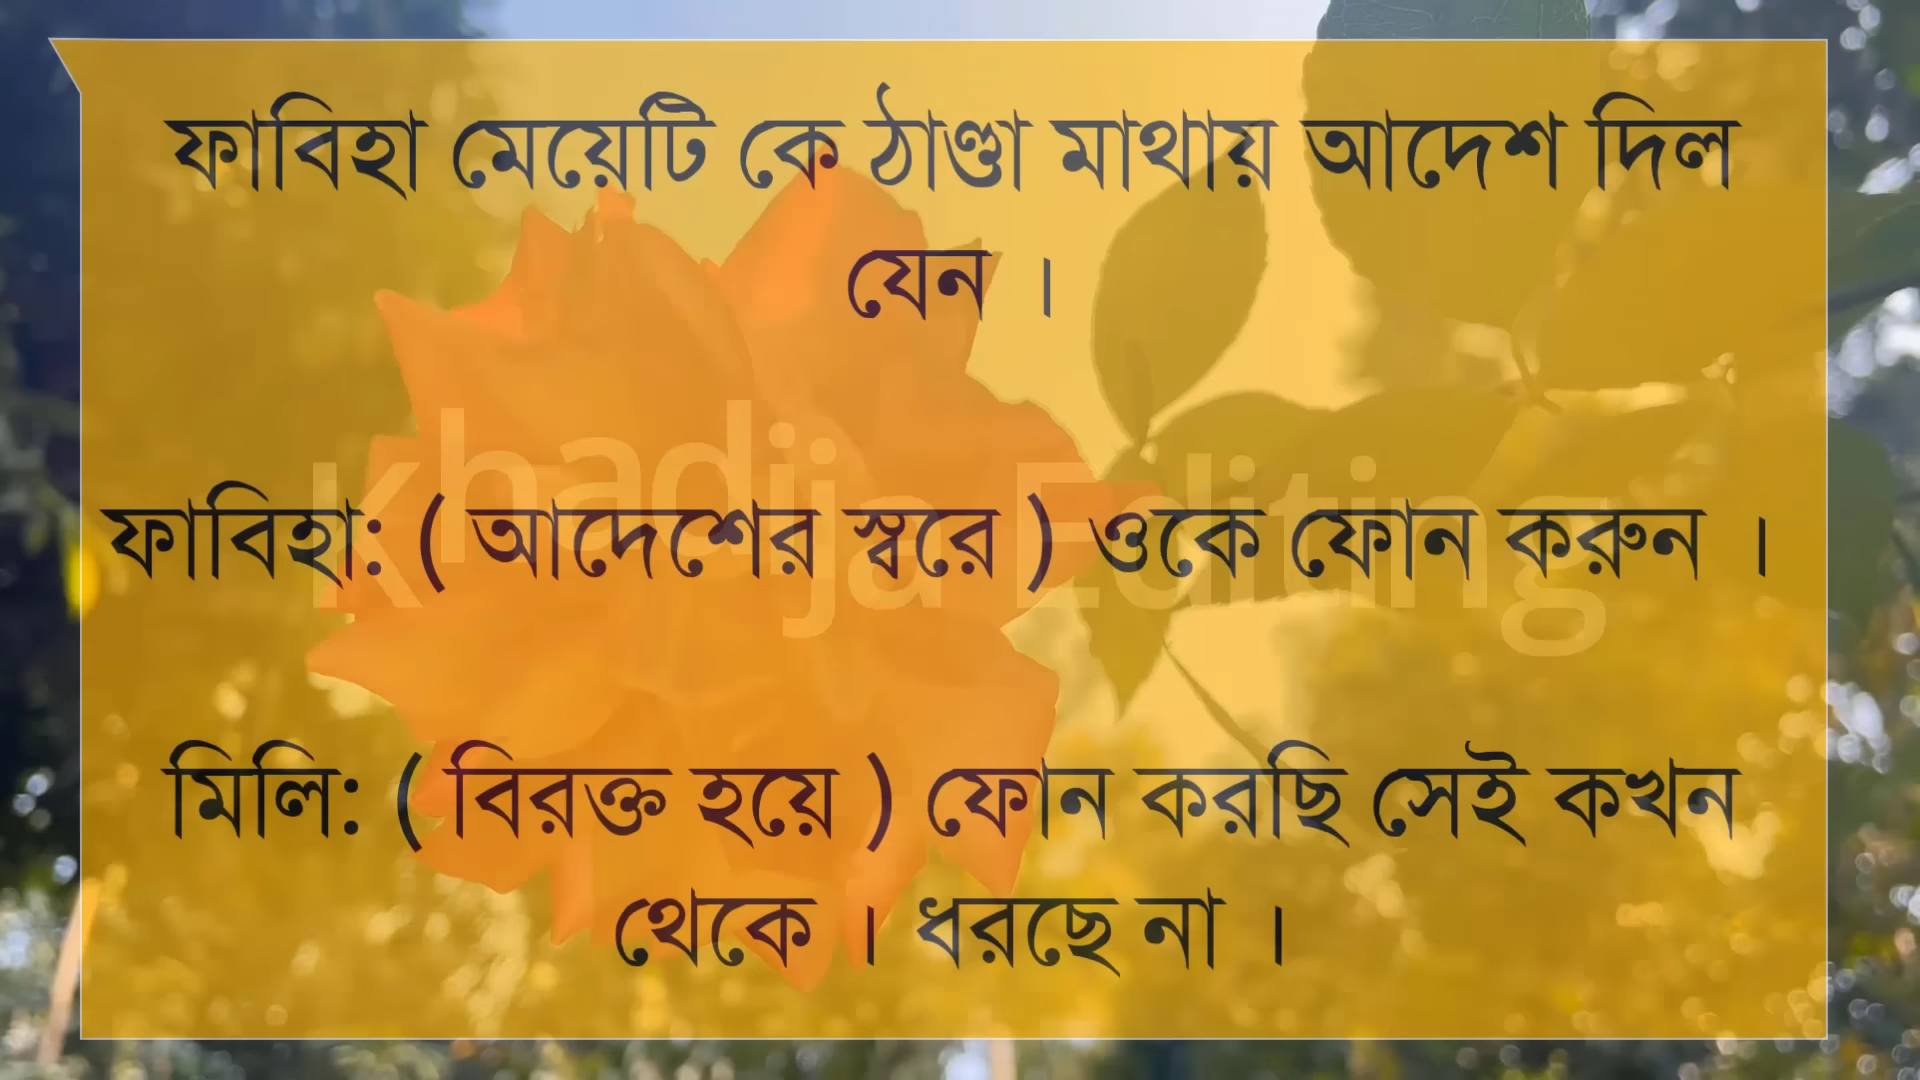 ফাবিহা মেয়েটি কে ঠাণ্ডা মাথায় আদেশ দিল
যেন ।
ফাবিহা: ( আদেশের স্বরে ) ওকে ফোন করুন ।
Khadija Editing
মিলি: ( বিরক্ত হয়ে ) ফোন করছি সেই কখন
থেকে । ধরছে না ।